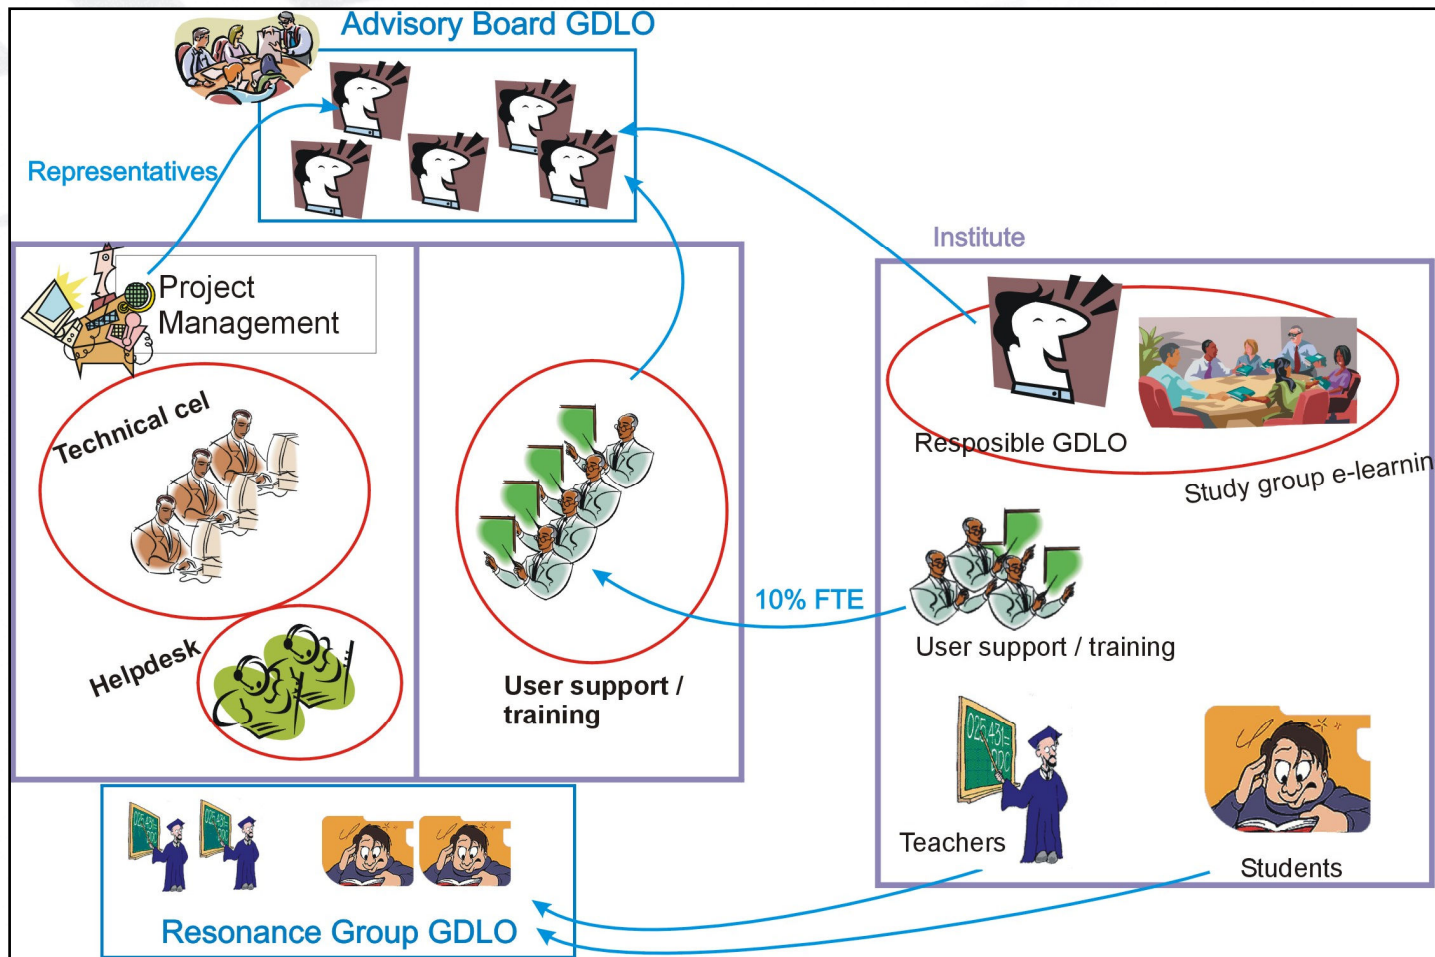 Advisory Board GDLO
Representatives
Institute
Project
Management
Technical cel
Resposible GDLO
Study group e-learnin
10% FTE
User support / training
Helpdesk
User support /
training
Teachers
Students
Resonance Group GDLO